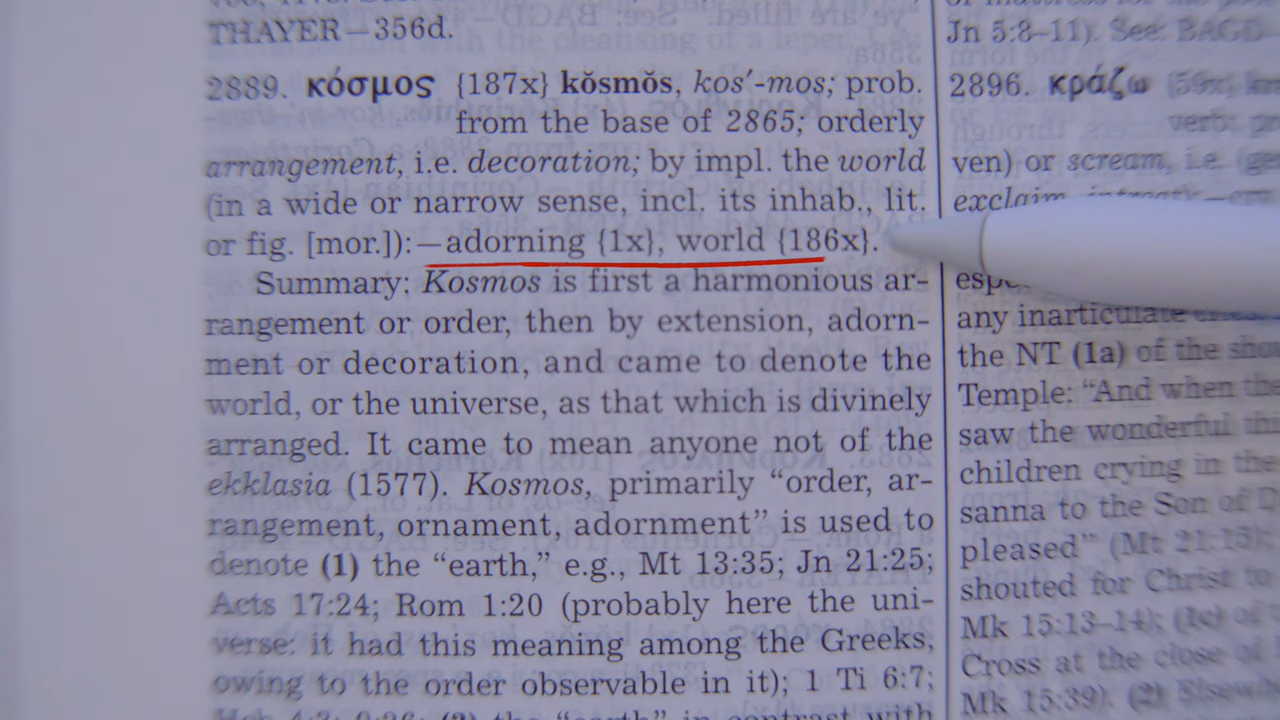 THAYER—356d.
2889. κόσμος {187x} kŏsmŏs, kos′-mos; prob.
from the base of 2865; orderly
arrangement, i.e. decoration; by impl. the world
(in a wide or narrow sense, incl. its inhab., lit.
or fig. [mor.]):—adorning {1x}, world {186x}.
Summary: Kosmos is first a harmonious ar-
rangement or order, then by extension, adorn-
ment or decoration, and came to denote the
world, or the universe, as that which is divinely
arranged. It came to mean anyone not of the
ekklasia (1577). Kosmos, primarily “order, ar-
rangement, ornament, adornment” is used to
denote (1) the “earth,” e.g., Mt 13:35; Jn 21:25;
Acts 17:24; Rom 1:20 (probably here the uni-
verse: it had this meaning among the Greeks,
owing to the order observable in it); 1 Ti 6:7;
the “earth” in contrast with
Jn 5:8–11). See: BAGD
2896. κράζω {59x}
ven) or scream, i.e.
exclaim
any inarticulate
the NT (1a) of the
Temple: “And when the
saw the wonderful
children crying in the
sanna to the Son of D
pleased” (Mt 21:15);
shouted for Christ to
Mk 15:13–14); (1c) of
Cross at the close of
Mk 15:39). (2)